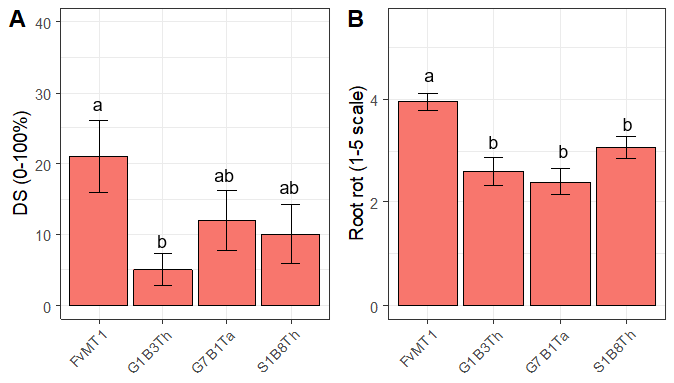 A
DS (0-100%)
40
30
20
10
0
a
b
ab
ab
FvMT1
G1B3Th
G7B1Ta
S1B8Th
B
Root rot (1-5 scale)
4
2
0
a
b
b
b
FvMT1
G1B3Th
G7B1Ta
S1B8Th